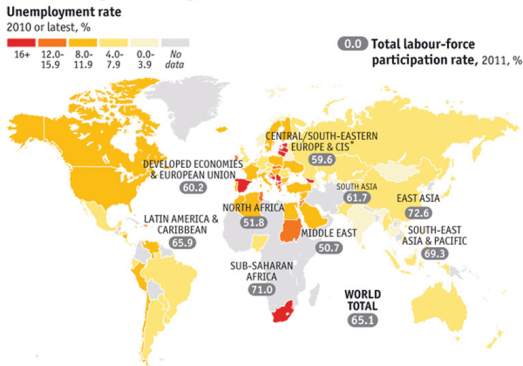 Unemployment rate
2010 or latest, %
16+
12.0-
15.9
8.0-
11.9
4.0-
7.9
0.0-
3.9
No
data
0.0 Total labour-force
participation rate, 2011, %
CENTRAL/SOUTH-EASTERN
EUROPE & CIS*
59.6
DEVELOPED ECONOMIES
& EUROPEAN UNION
60.2
SOUTH ASIA
61.7
EAST ASIA
72.6
NORTH AFRICA
51.8
LATIN AMERICA &
CARIBBEAN
65.9
MIDDLE EAST
50.7
SOUTH-EAST
ASIA & PACIFIC
69.3
SUB-SAHARAN
AFRICA
71.0
WORLD
TOTAL
65.1